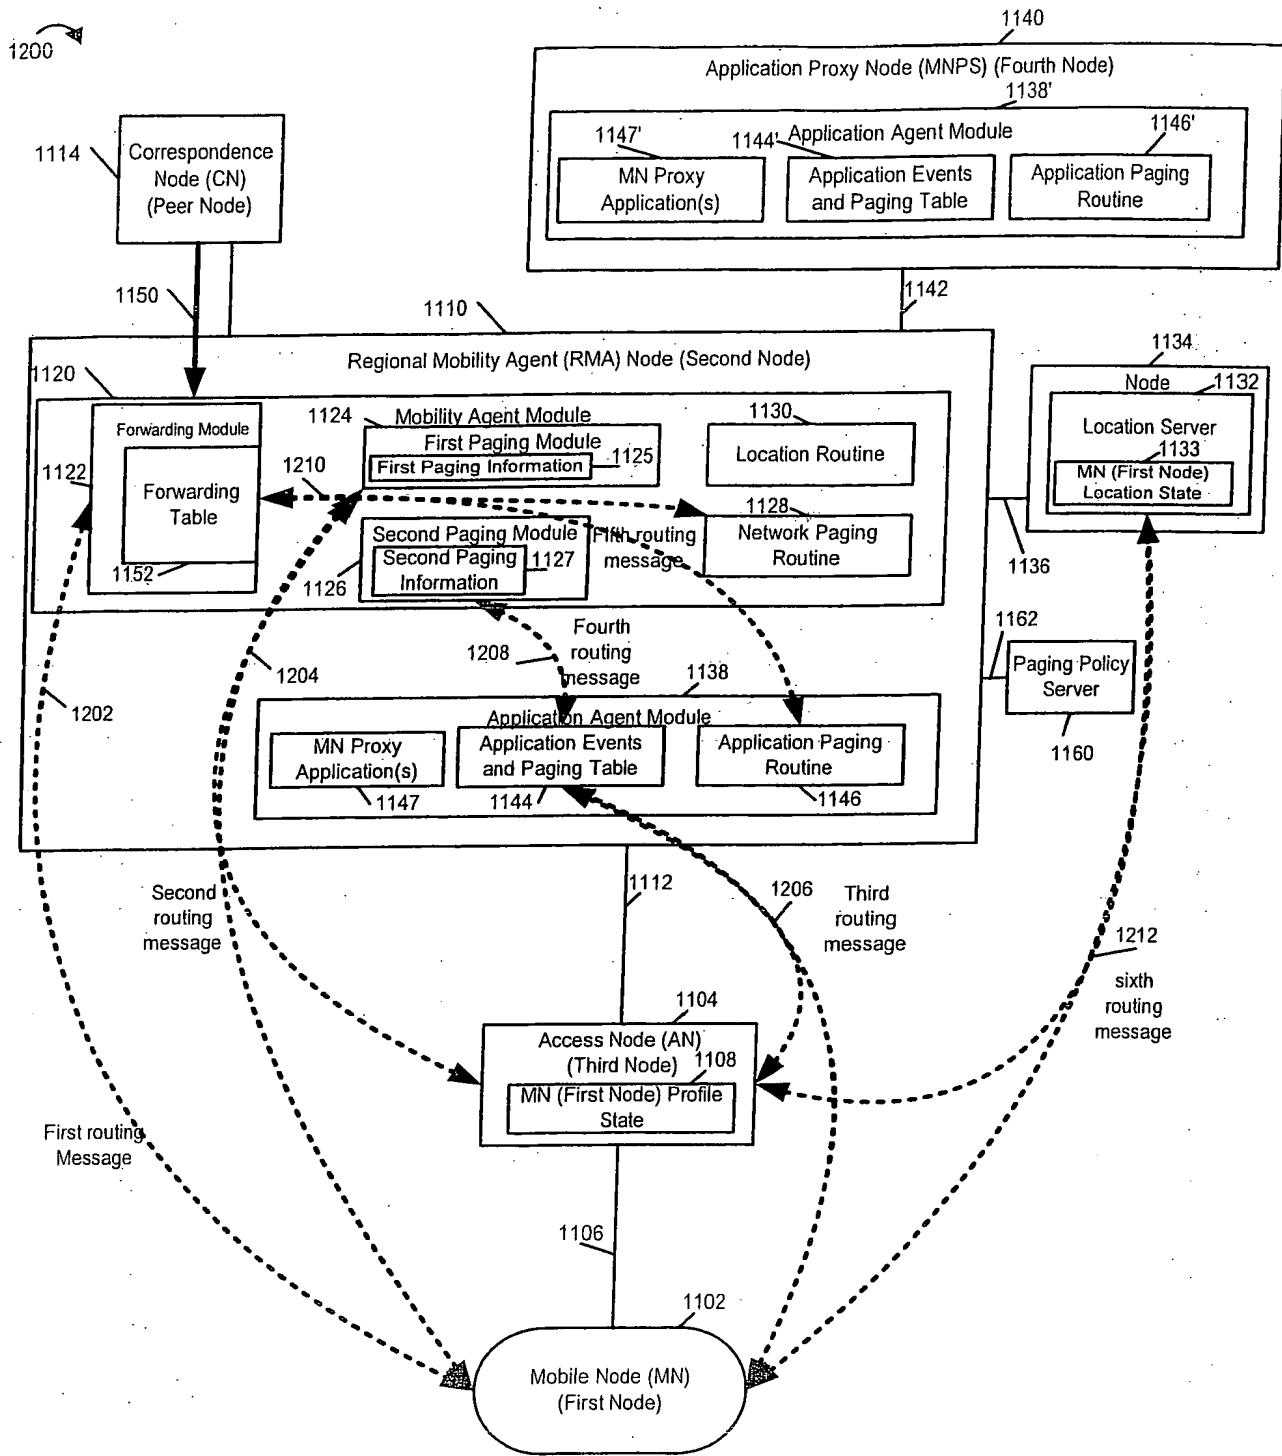 1200
1140
Application Proxy Node (MNPS) (Fourth Node)
1138'
Application Agent Module
1147'
1144'
1146'
MN Proxy
Application(s)
Application Events
and Paging Table
Application Paging
Routine
1114
Correspondence
Node (CN)
(Peer Node)
1150
1142
1110
Regional Mobility Agent (RMA) Node (Second Node)
1120
Mobility Agent Module
1134
Node
1132
Location Server
1133
MN (First Node)
Location State
1136
Forwarding Module
1122
Forwarding
Table
1152
1124
First Paging Module
First Paging Information
1125
1130
Location Routine
1210
Second Paging Module
Second Paging
Information
1127
1126
Fifth routing
message
1128
Network Paging
Routine
1162
Paging Policy
Server
1160
1208
Fourth
routing
message
1204
1202
1138
Application Agent Module
MN Proxy
Application(s)
1147
Application Events
and Paging Table
1144
Application Paging
Routine
1146
Second
routing
message
1112
1206
Third
routing
message
1212
sixth
routing
message
1104
Access Node (AN)
(Third Node)
1108
MN (First Node) Profile
State
First routing
Message
1106
1102
Mobile Node (MN)
(First Node)